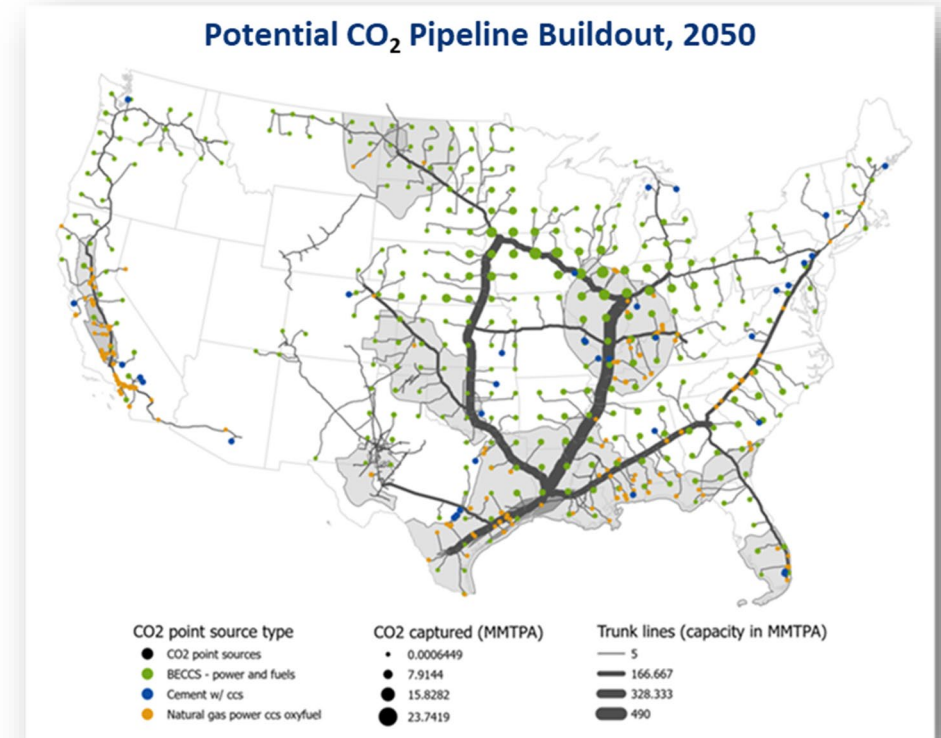 Potential CO₂ Pipeline Buildout, 2050
CO2 point source type
CO2 point sources
BECCS - power and fuels
Cement w/ ccs
Natural gas power ccs oxyfuel
CO2 captured (MMTPA)
0.0006449
7.9144
15.8282
23.7419
Trunk lines (capacity in MMTPA)
5
166.667
328.333
490